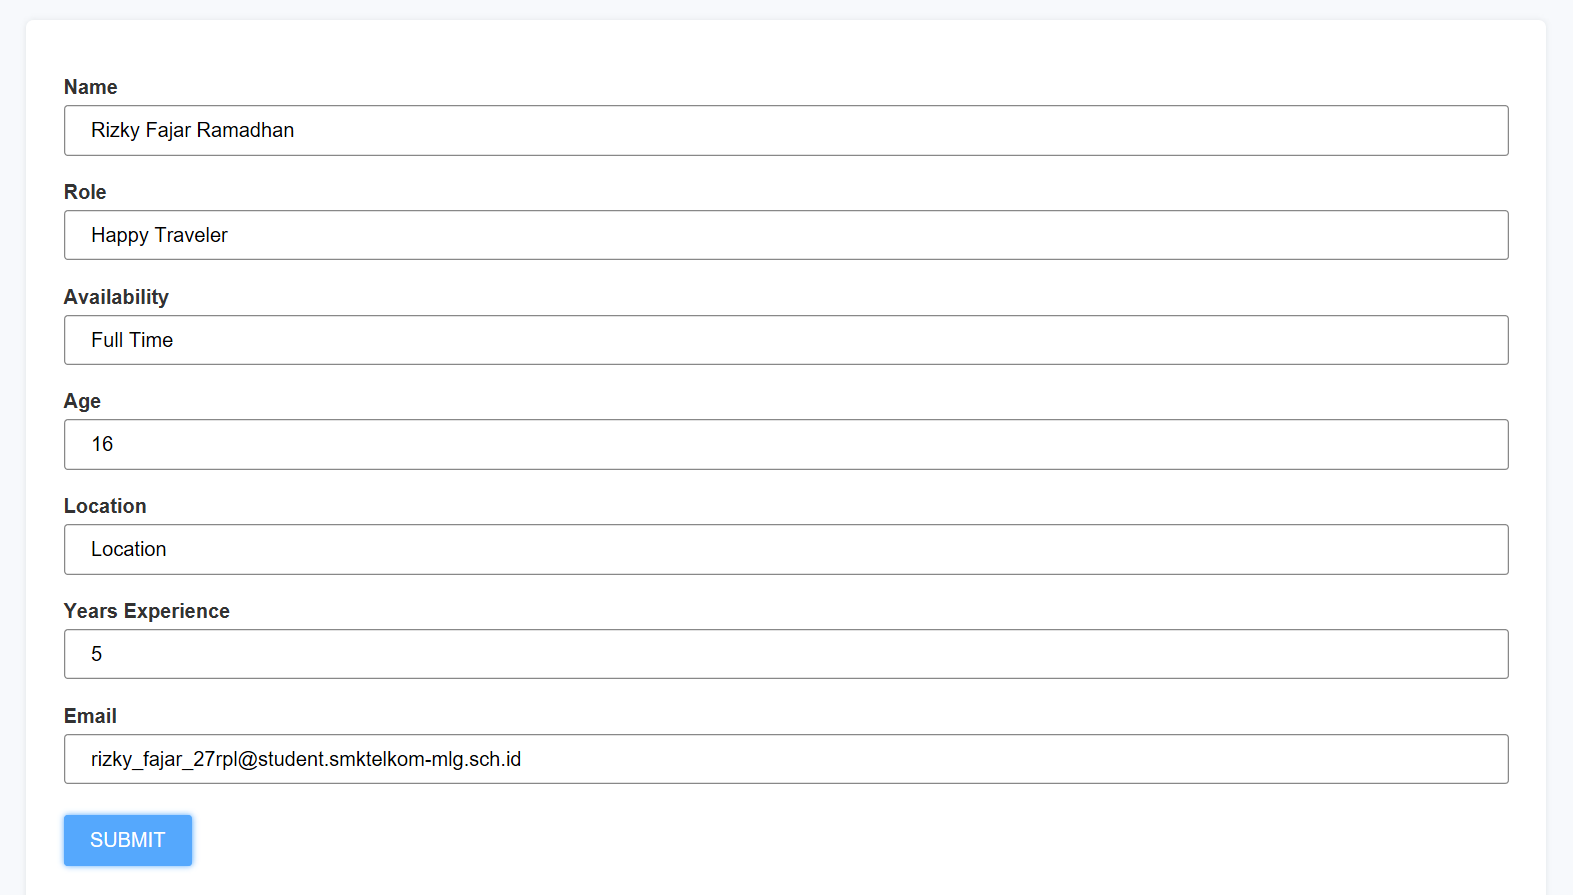 Name
Rizky Fajar Ramadhan
Role
Happy Traveler
Availability
Full Time
Age
16
Location
Location
Years Experience
5
Email
rizky_fajar_27rpl@student.smktelkom-mlg.sch.id
SUBMIT